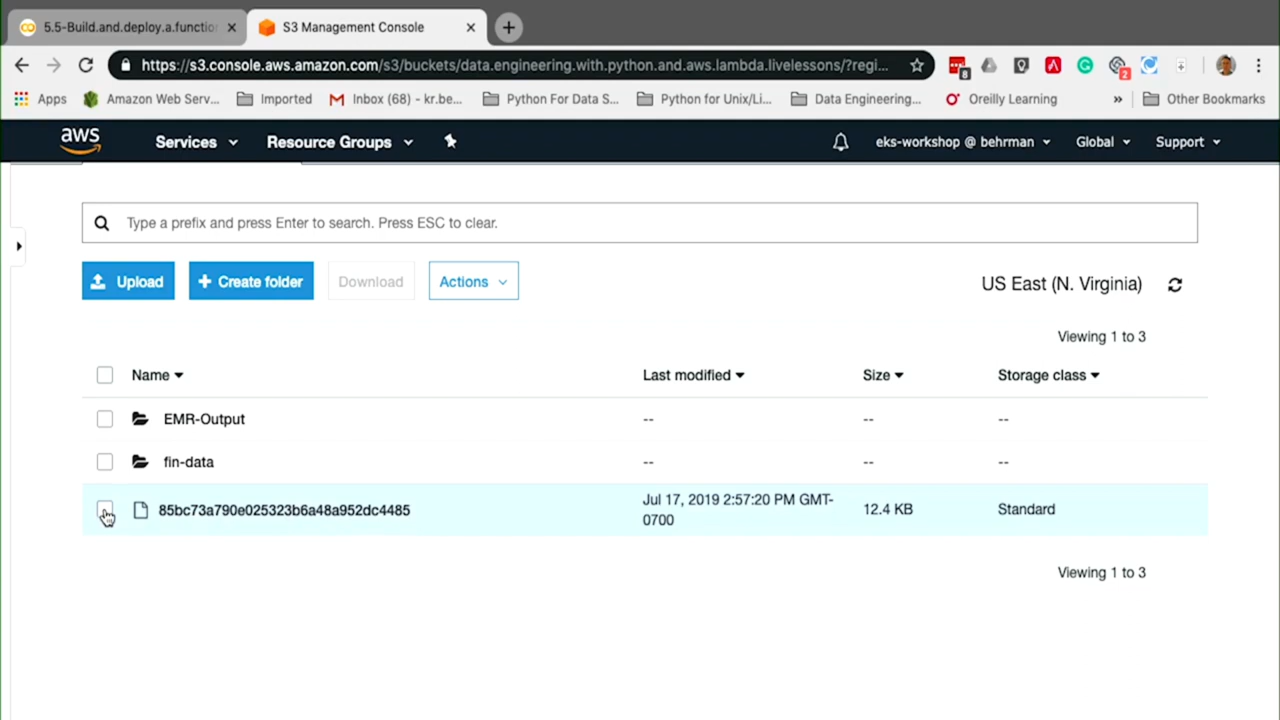 5.5-Build.and.deploy.a.functio
S3 Management Console
https://s3.console.aws.amazon.com/s3/buckets/data.engineering.with.python.and.aws.lambda.livelessons/?regi...
8
2
Apps
Amazon Web Serv...
Imported
Inbox (68) - kr.be...
Python For Data S...
Python for Unix/Li...
Data Engineering...
Oreilly Learning
»
Other Bookmarks
aws
Services
Resource Groups
eks-workshop @ behrman
Global
Support
Type a prefix and press Enter to search. Press ESC to clear.
Upload
Create folder
Download
Actions
US East (N. Virginia)
Viewing 1 to 3
Name
Last modified
Size
Storage class
EMR-Output
--
--
--
fin-data
--
--
--
85bc73a790e025323b6a48a952dc4485
Jul 17, 2019 2:57:20 PM GMT-
0700
12.4 KB
Standard
Viewing 1 to 3